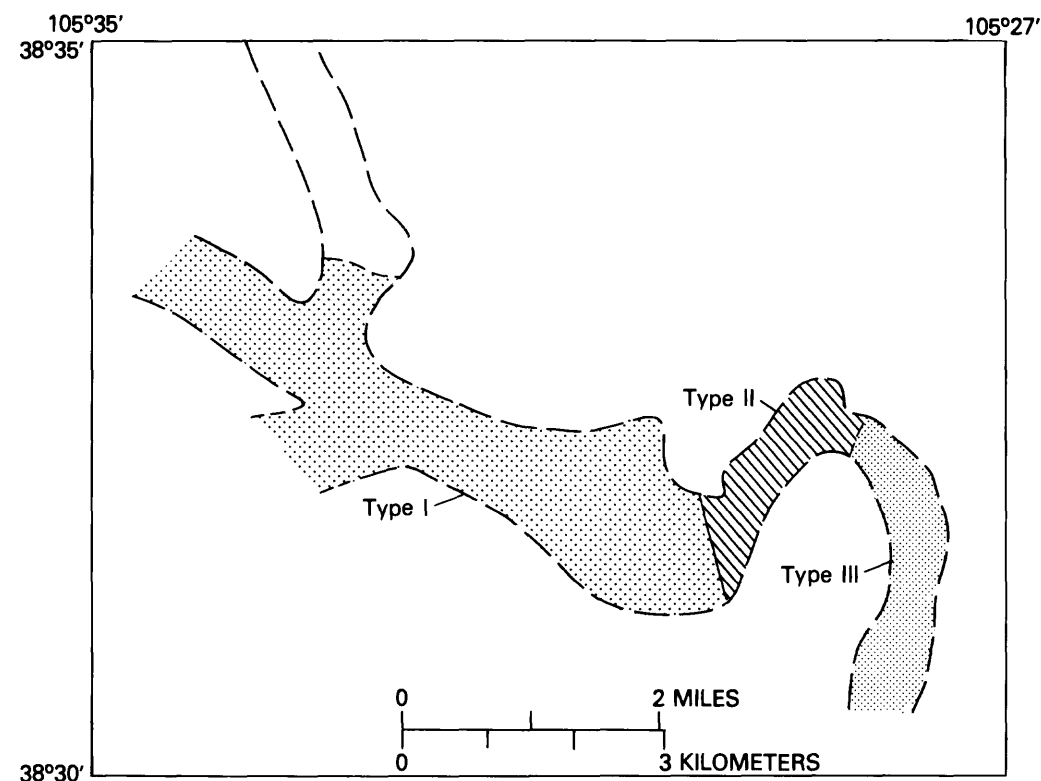 105°35′ 105°27′
38°35′
Type II
Type I
Type III
0 2 MILES
0 3 KILOMETERS
38°30′